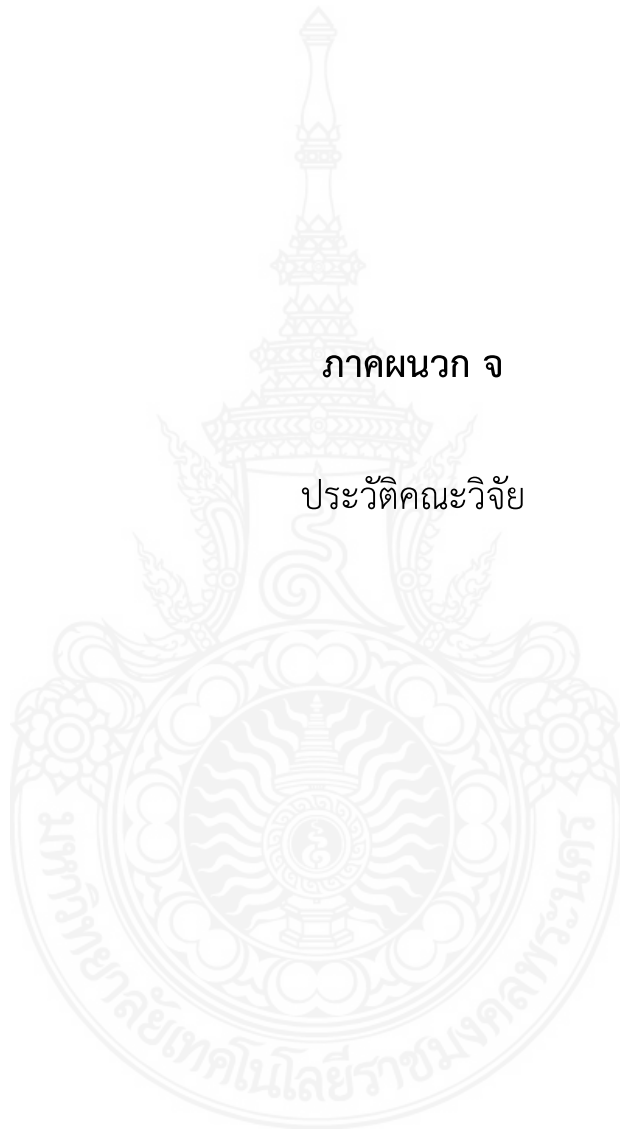 ภาคผนวก จ
ประวัติคณะวิจัย
มหาวิทยาลัยเทคโนโลยีราชมงคลพระนคร